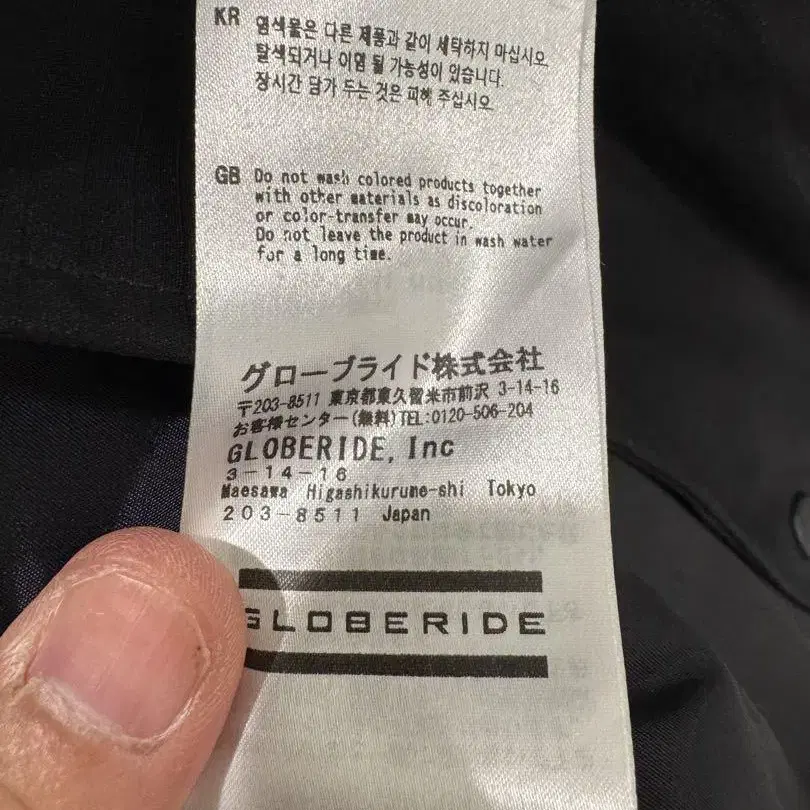 KR 염색물은 다른 제품과 같이 세탁하지 마십시오.
탈색되거나 이염 될 가능성이 있습니다.
장시간 담가 두는 것은 피해 주십시오.
GB Do not wash colored products together
with other materials as discoloration
or color-transfer may occur.
Do not leave the product in wash water
for a long time.
グローブライド株式会社
〒203-8511 東京都東久留米市前沢 3-14-16
お客様センター(無料)TEL:0120-506-204
GLOBERIDE, Inc
3-14-16
Maesawa Higashikurume-shi Tokyo
203-8511 Japan
GLOBERIDE